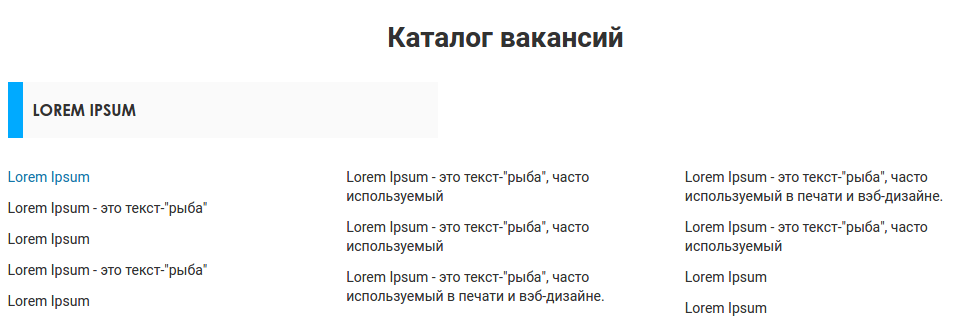 Каталог вакансий
LOREM IPSUM
Lorem Ipsum
Lorem Ipsum - это текст-"рыба"
Lorem Ipsum
Lorem Ipsum - это текст-"рыба"
Lorem Ipsum
Lorem Ipsum - это текст-"рыба", часто
используемый
Lorem Ipsum - это текст-"рыба", часто
используемый
Lorem Ipsum - это текст-"рыба", часто
используемый в печати и вэб-дизайне.
Lorem Ipsum - это текст-"рыба", часто
используемый в печати и вэб-дизайне.
Lorem Ipsum - это текст-"рыба", часто
используемый
Lorem Ipsum
Lorem Ipsum